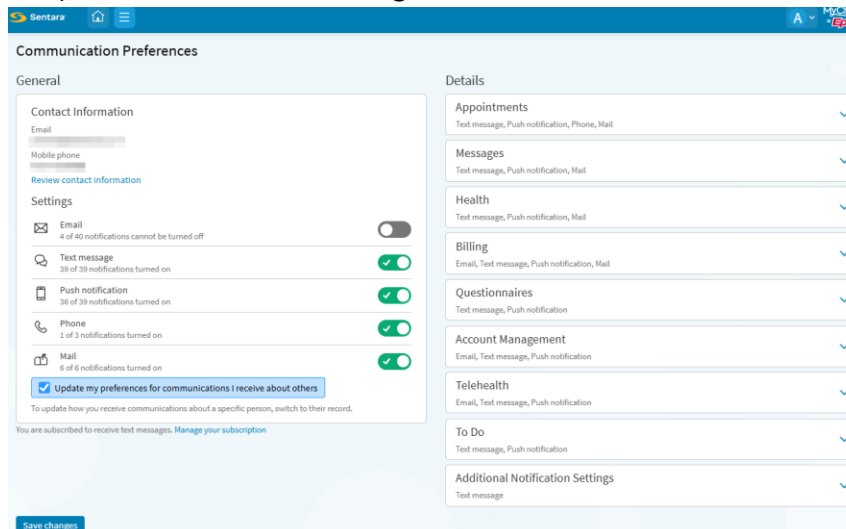 Sentara
A
Communication Preferences
General
Contact Information
Email
Mobile phone
Review contact information
Settings
Email
4 of 40 notifications cannot be turned off
Text message
39 of 39 notifications turned on
Push notification
36 of 39 notifications turned on
Phone
1 of 3 notifications turned on
Mail
6 of 6 notifications turned on
Update my preferences for communications I receive about others
To update how you receive communications about a specific person, switch to their record.
You are subscribed to receive text messages. Manage your subscription
Save changes
Details
Appointments
Text message, Push notification, Phone, Mail
Messages
Text message, Push notification, Mail
Health
Text message, Push notification, Mail
Billing
Email, Text message, Push notification, Mail
Questionnaires
Text message, Push notification
Account Management
Email, Text message, Push notification
Telehealth
Email, Text message, Push notification
To Do
Text message, Push notification
Additional Notification Settings
Text message